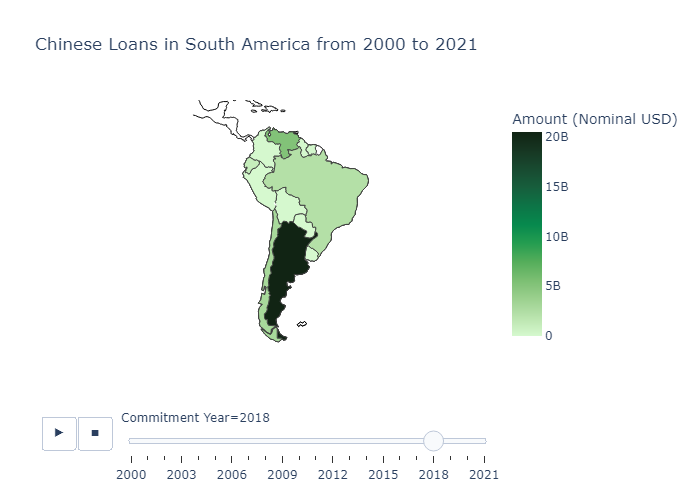 Chinese Loans in South America from 2000 to 2021
Amount (Nominal USD)
20B
15B
10B
5B
0
Commitment Year=2018
2000 2003 2006 2009 2012 2015 2018 2021